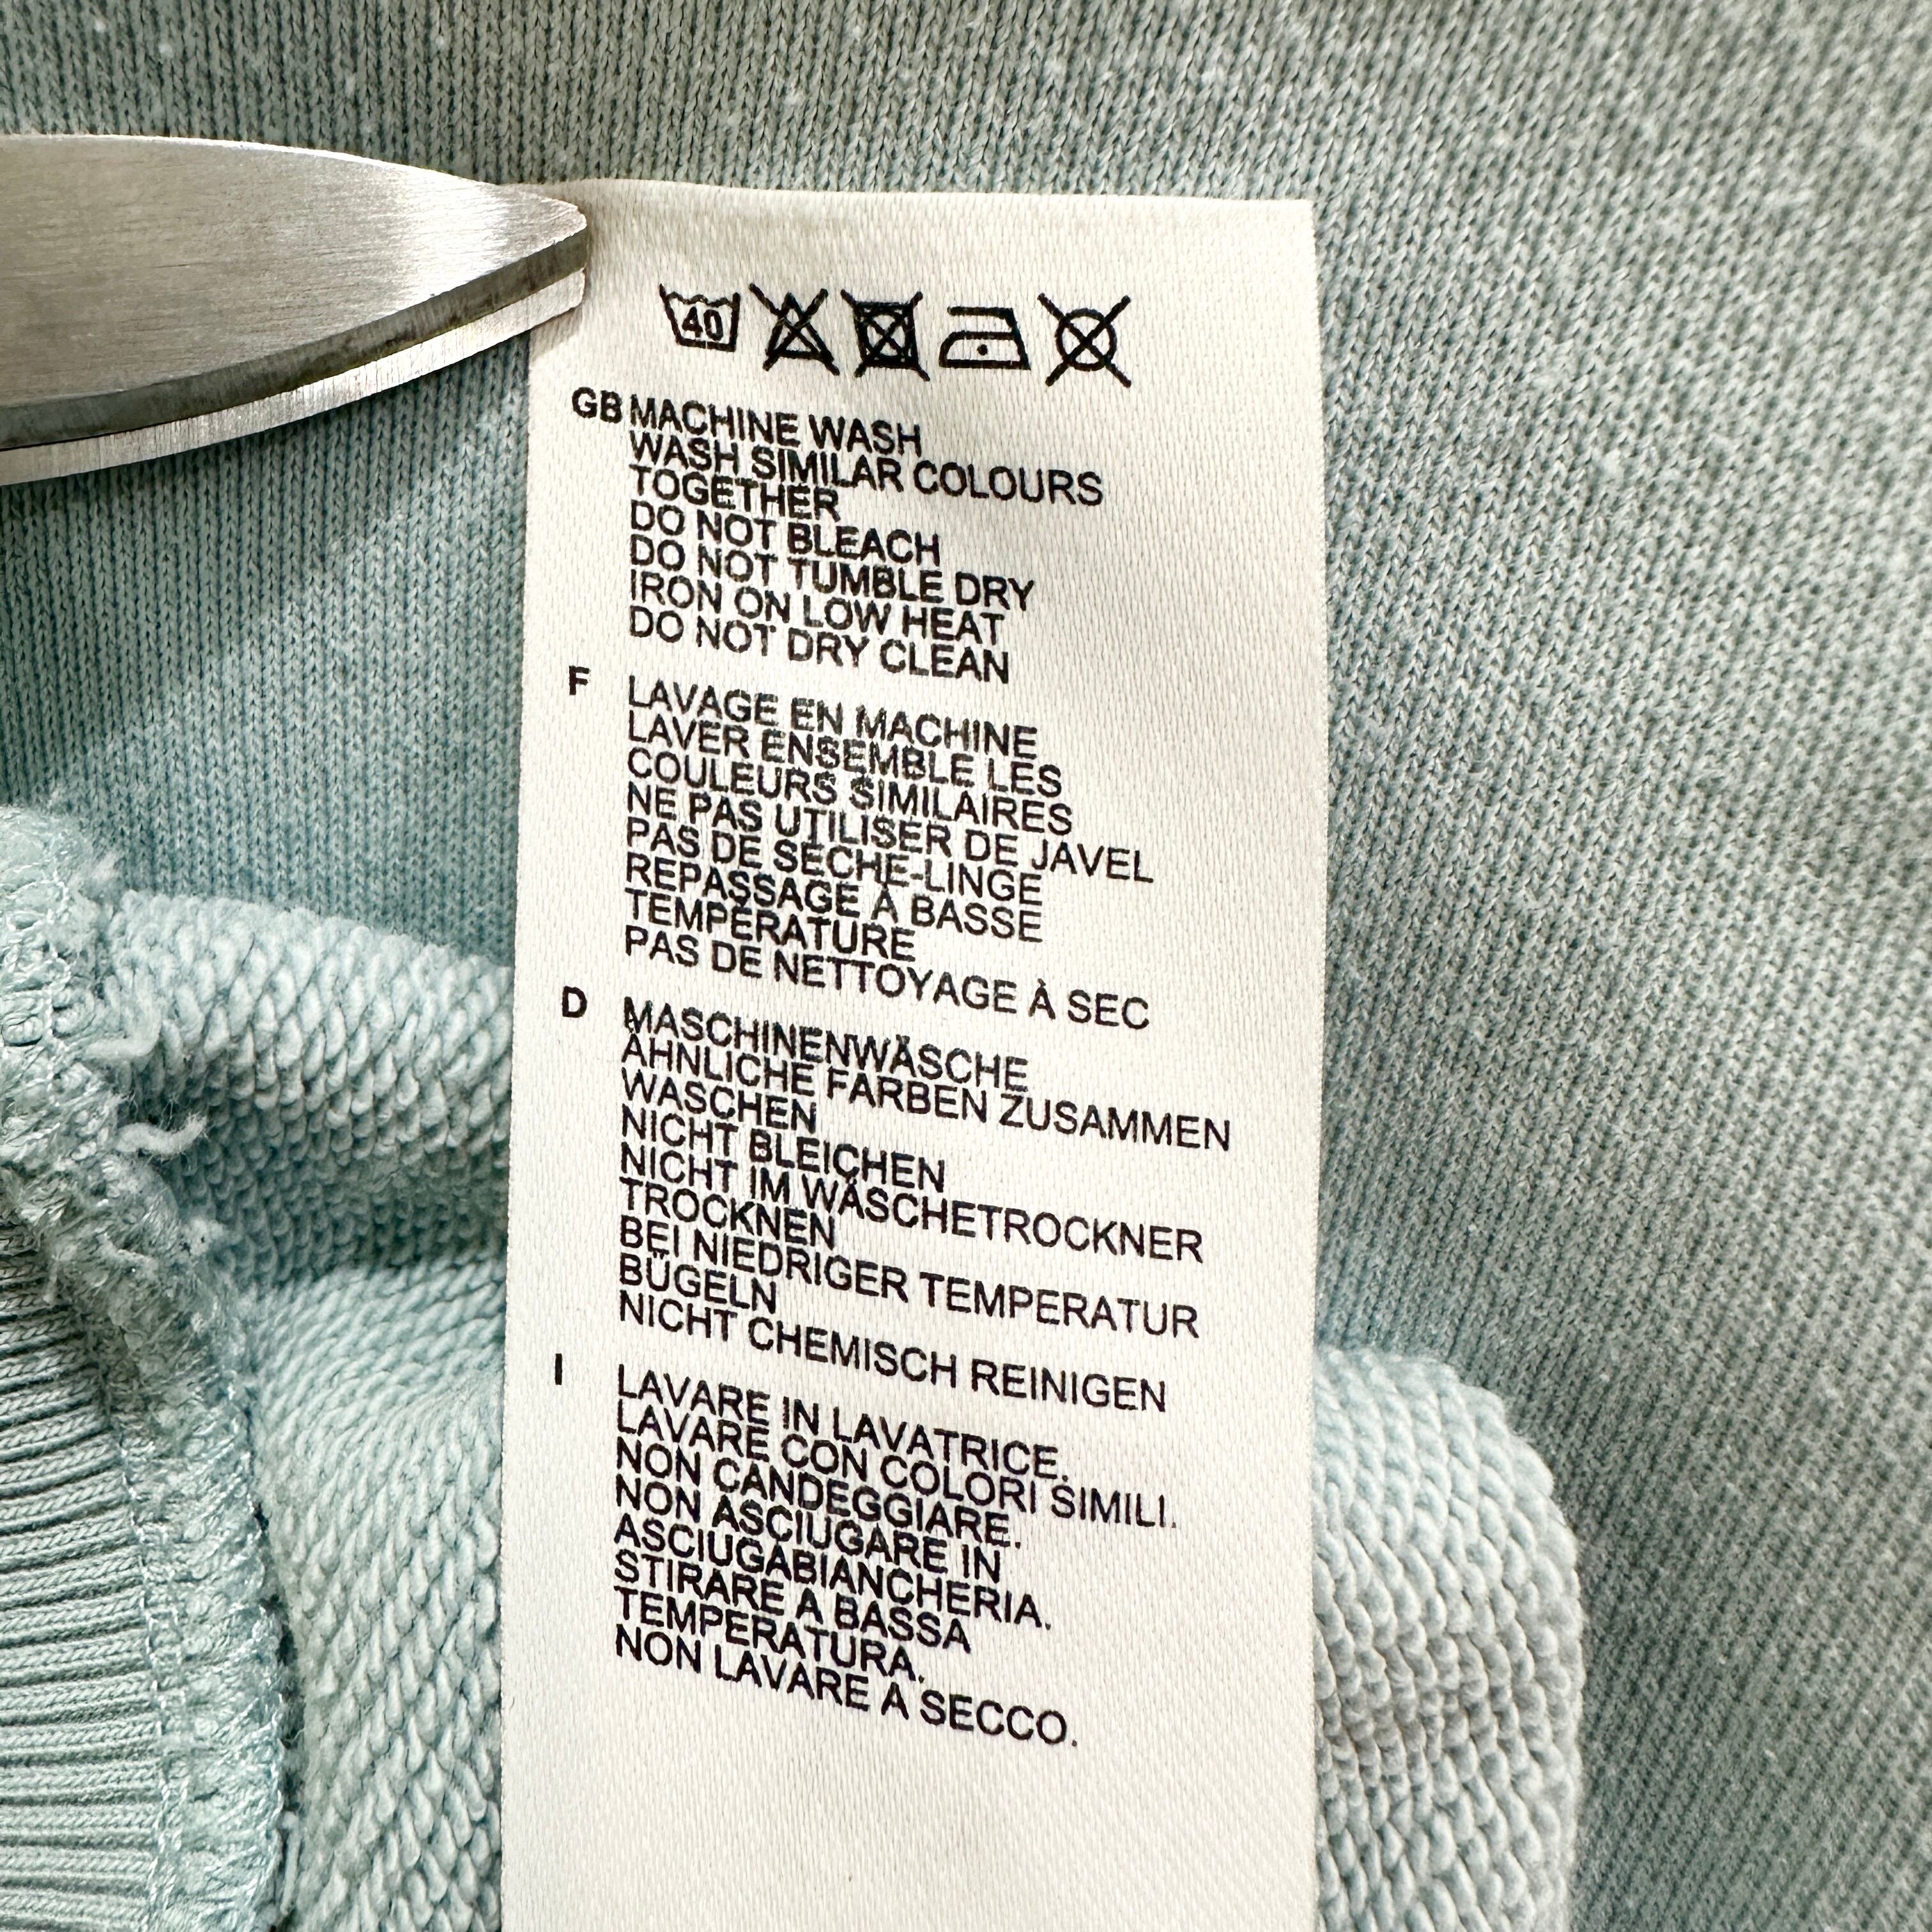 40
GB MACHINE WASH
WASH SIMILAR COLOURS
TOGETHER
DO NOT BLEACH
DO NOT TUMBLE DRY
IRON ON LOW HEAT
DO NOT DRY CLEAN
F LAVAGE EN MACHINE
LAVER ENSEMBLE LES
COULEURS SIMILAIRES
NE PAS UTILISER DE JAVEL
PAS DE SÈCHE-LINGE
REPASSAGE À BASSE
TEMPÉRATURE
PAS DE NETTOYAGE À SEC
D MASCHINENWÄSCHE
ÄHNLICHE FARBEN ZUSAMMEN
WASCHEN
NICHT BLEICHEN
NICHT IM WÄSCHETROCKNER
TROCKNEN
BEI NIEDRIGER TEMPERATUR
BÜGELN
NICHT CHEMISCH REINIGEN
I LAVARE IN LAVATRICE.
LAVARE CON COLORI SIMILI.
NON CANDEGGIARE.
NON ASCIUGARE IN
ASCIUGABIANCHERIA.
STIRARE A BASSA
TEMPERATURA.
NON LAVARE A SECCO.